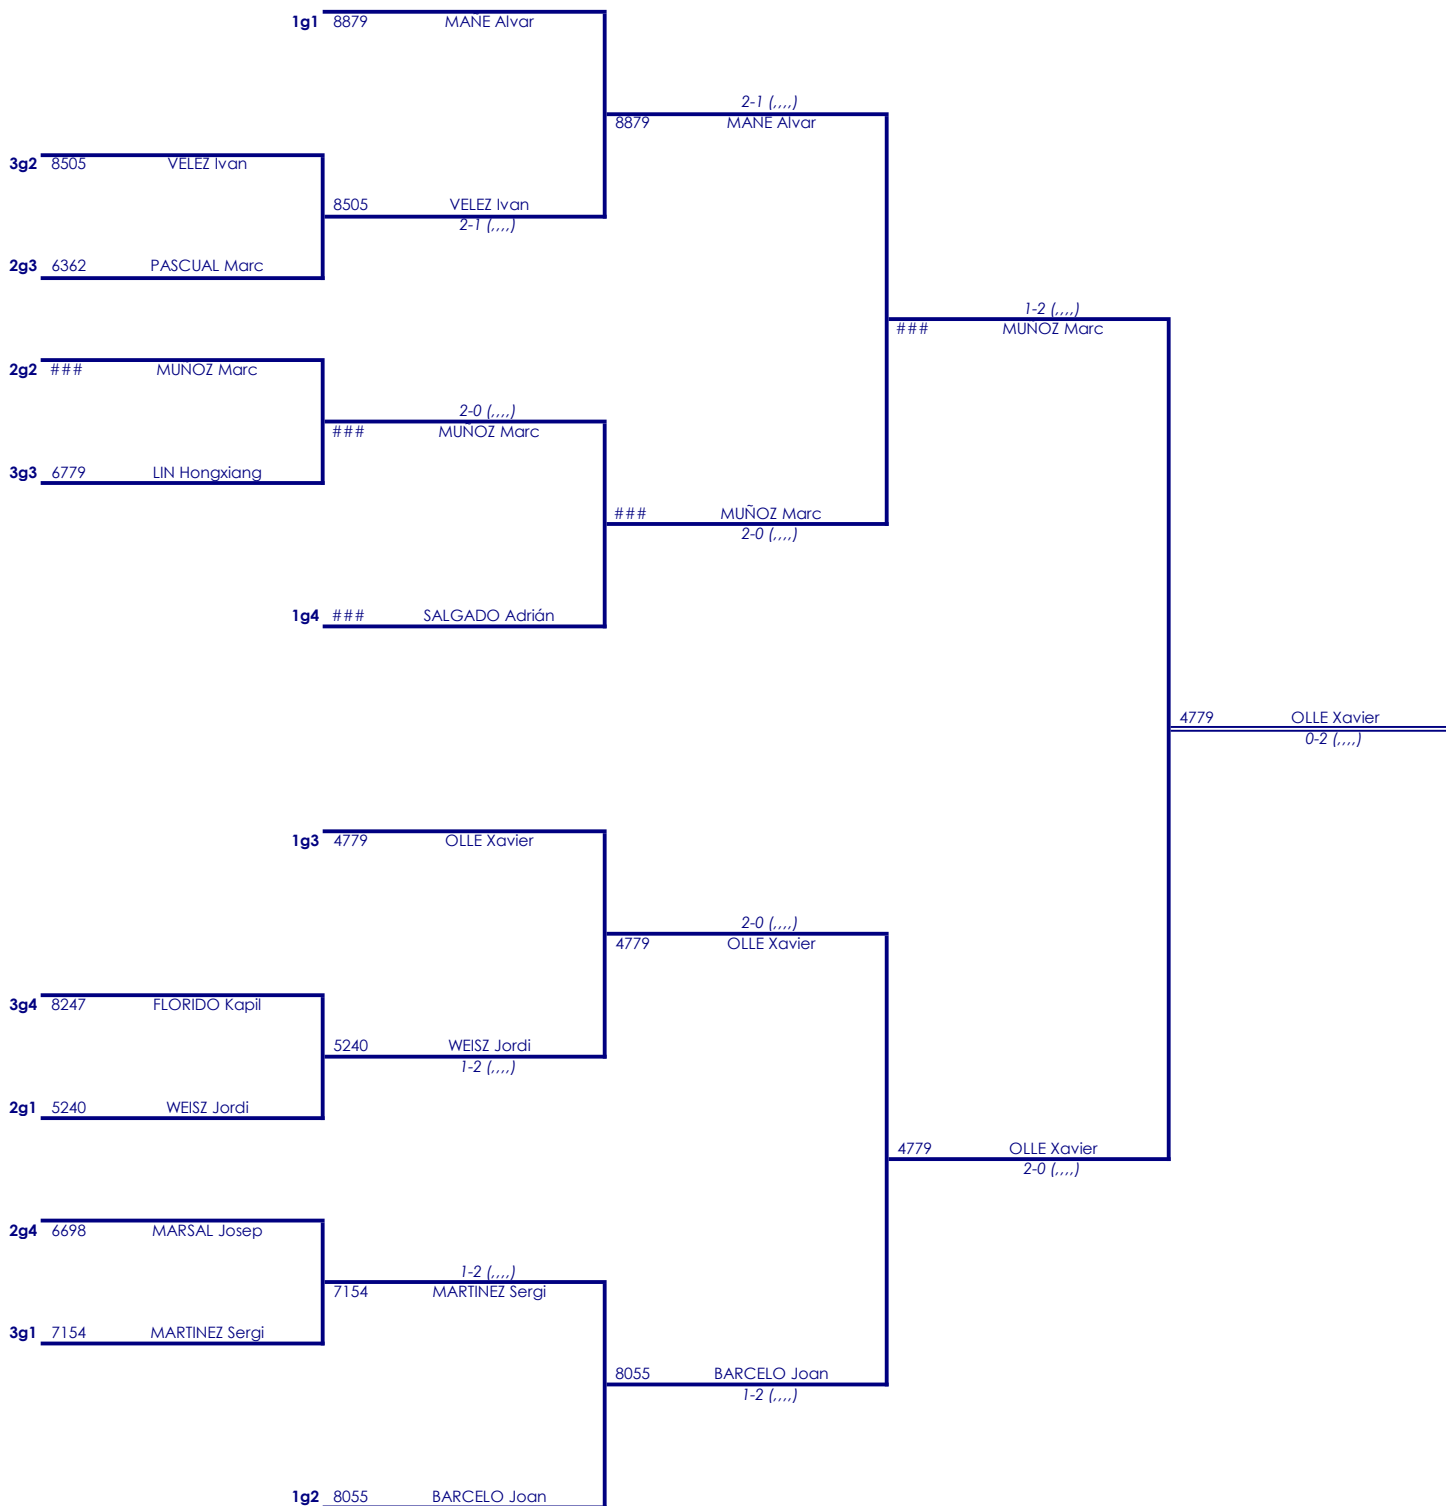 1g1 8879 MAÑE Alvar
2-1 (,,,,)
8879 MAÑE Alvar
3g2 8505 VELEZ Ivan
8505 VELEZ Ivan
2-1 (,,,,)
2g3 6362 PASCUAL Marc
1-2 (,,,,)
### MUÑOZ Marc
2g2 ### MUÑOZ Marc
2-0 (,,,,)
### MUÑOZ Marc
3g3 6779 LIN Hongxiang
### MUÑOZ Marc
2-0 (,,,,)
1g4 ### SALGADO Adrián
4779 OLLE Xavier
0-2 (,,,,)
1g3 4779 OLLE Xavier
2-0 (,,,,)
4779 OLLE Xavier
3g4 8247 FLORIDO Kapil
5240 WEISZ Jordi
1-2 (,,,,)
2g1 5240 WEISZ Jordi
4779 OLLE Xavier
2-0 (,,,,)
2g4 6698 MARSAL Josep
1-2 (,,,,)
7154 MARTINEZ Sergi
3g1 7154 MARTINEZ Sergi
8055 BARCELO Joan
1-2 (,,,,)
1g2 8055 BARCELO Joan